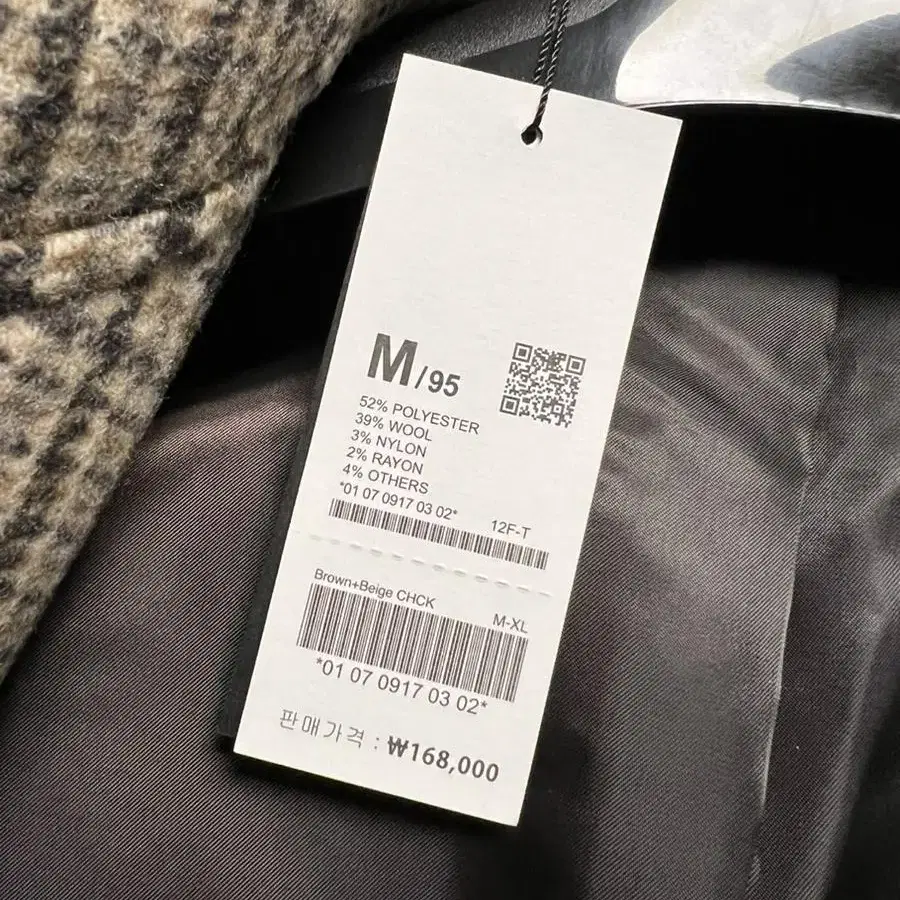 M/95
52% POLYESTER
39% WOOL
3% NYLON
2% RAYON
4% OTHERS
*01 07 0917 03 02* 12F-T
Brown+Beige CHCK M-XL
*01 07 0917 03 02*
판매가격 : ₩168,000